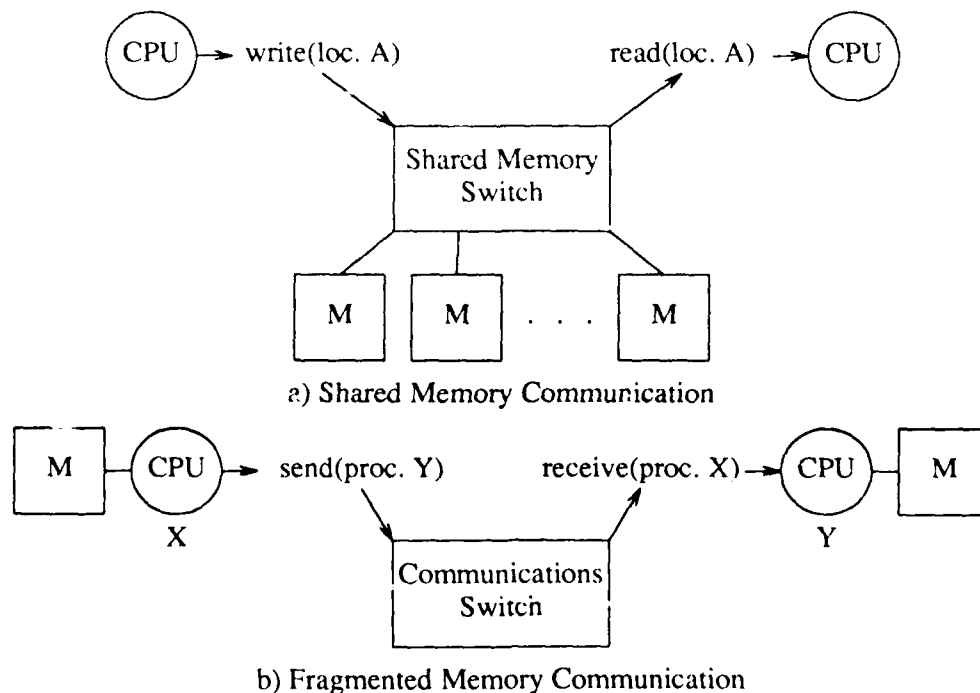 CPU write(loc. A) read(loc. A) CPU
Shared Memory
Switch
M M . . . M
a) Shared Memory Communication
M CPU send(proc. Y) receive(proc. X) CPU M
X Y
Communications
Switch
b) Fragmented Memory Communication